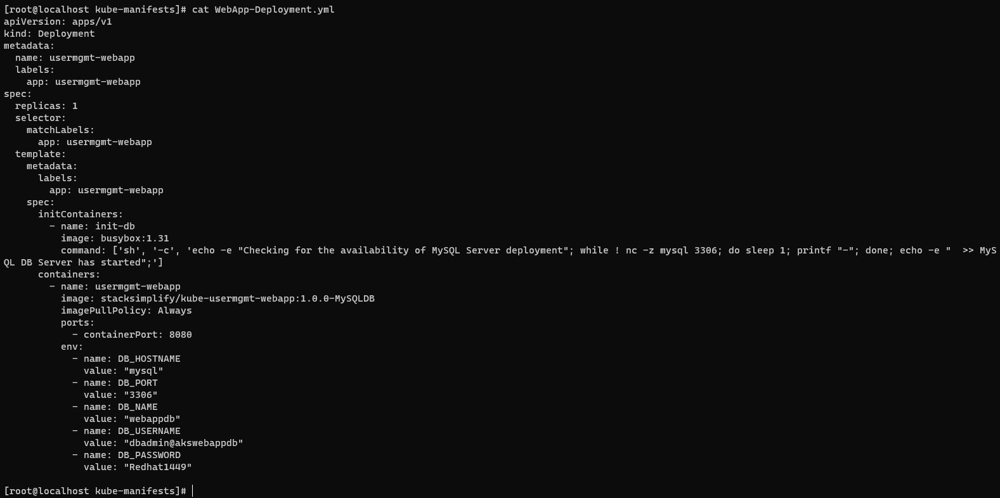 [root@localhost kube-manifests]# cat WebApp-Deployment.yml
apiVersion: apps/v1
kind: Deployment
metadata:
  name: usermgmt-webapp
  labels:
    app: usermgmt-webapp
spec:
  replicas: 1
  selector:
    matchLabels:
      app: usermgmt-webapp
  template:
    metadata:
      labels:
        app: usermgmt-webapp
    spec:
      initContainers:
        - name: init-db
          image: busybox:1.31
          command: ['sh', '-c', 'echo -e "Checking for the availability of MySQL Server deployment"; while ! nc -z mysql 3306; do sleep 1; printf "-"; done; echo -e "  >> MyS
QL DB Server has started";']
      containers:
        - name: usermgmt-webapp
          image: stacksimplify/kube-usermgmt-webapp:1.0.0-MySQLDB
          imagePullPolicy: Always
          ports:
            - containerPort: 8080
          env:
            - name: DB_HOSTNAME
              value: "mysql"
            - name: DB_PORT
              value: "3306"
            - name: DB_NAME
              value: "webappdb"
            - name: DB_USERNAME
              value: "dbadmin@akswebappdb"
            - name: DB_PASSWORD
              value: "Redhat1449"
[root@localhost kube-manifests]#